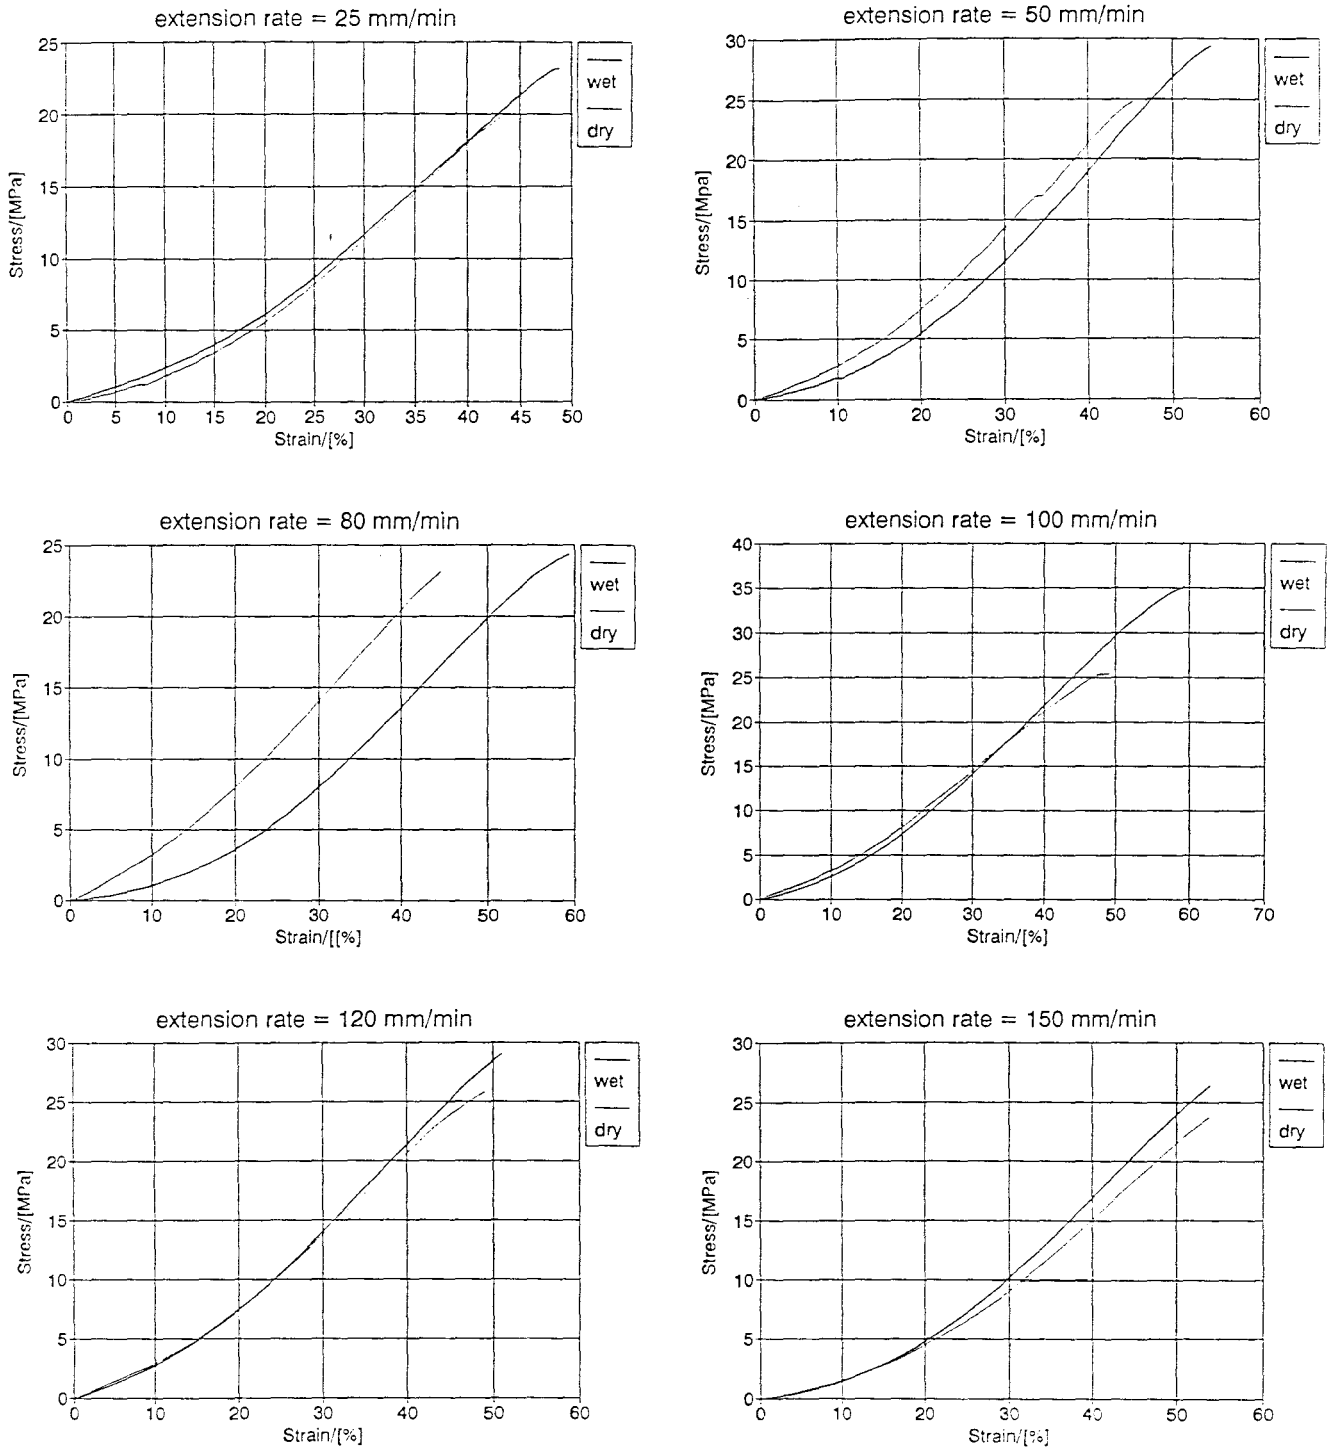 extension rate = 25 mm/min
25
20
15
10
5
0
0 5 10 15 20 25 30 35 40 45 50
Strain/[%]
Stress/[MPa]
wet
dry
extension rate = 50 mm/min
30
25
20
15
10
5
0
0 10 20 30 40 50 60
Strain/[%]
Stress/[Mpa]
wet
dry
extension rate = 80 mm/min
25
20
15
10
5
0
0 10 20 30 40 50 60
Strain/[[%]
Stress/[MPa]
wet
dry
extension rate = 100 mm/min
40
35
30
25
20
15
10
5
0
0 10 20 30 40 50 60 70
Strain/[%]
Stress/[MPa]
wet
dry
extension rate = 120 mm/min
30
25
20
15
10
5
0
0 10 20 30 40 50 60
Strain/[%]
Stress/[MPa]
wet
dry
extension rate = 150 mm/min
30
25
20
15
10
5
0
0 10 20 30 40 50 60
Strain/[%]
Stress/[MPa]
wet
dry